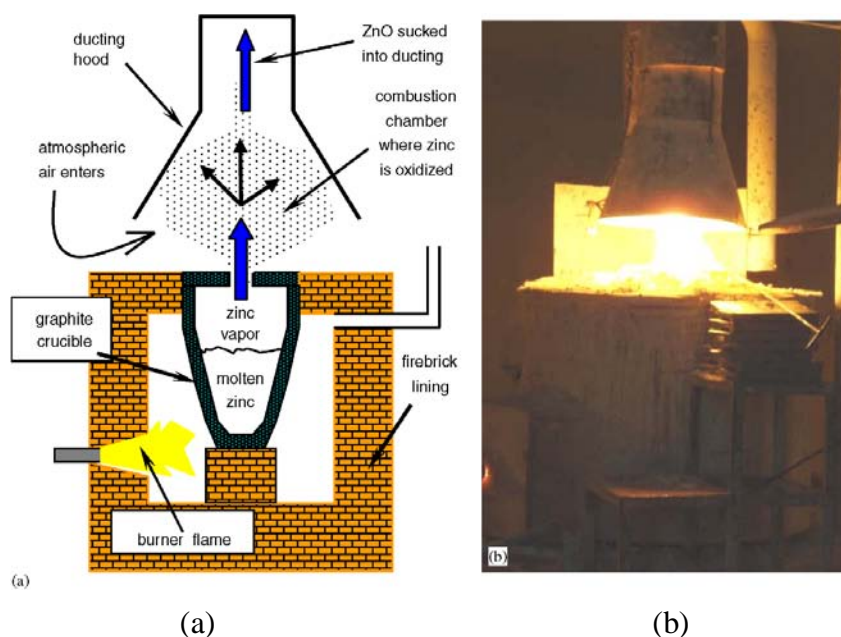 ducting
hood
ZnO sucked
into ducting
combustion
chamber
where zinc
is oxidized
atmospheric
air enters
graphite
crucible
zinc
vapor
molten
zinc
firebrick
lining
burner flame
(a)
(b)
(a)
(b)